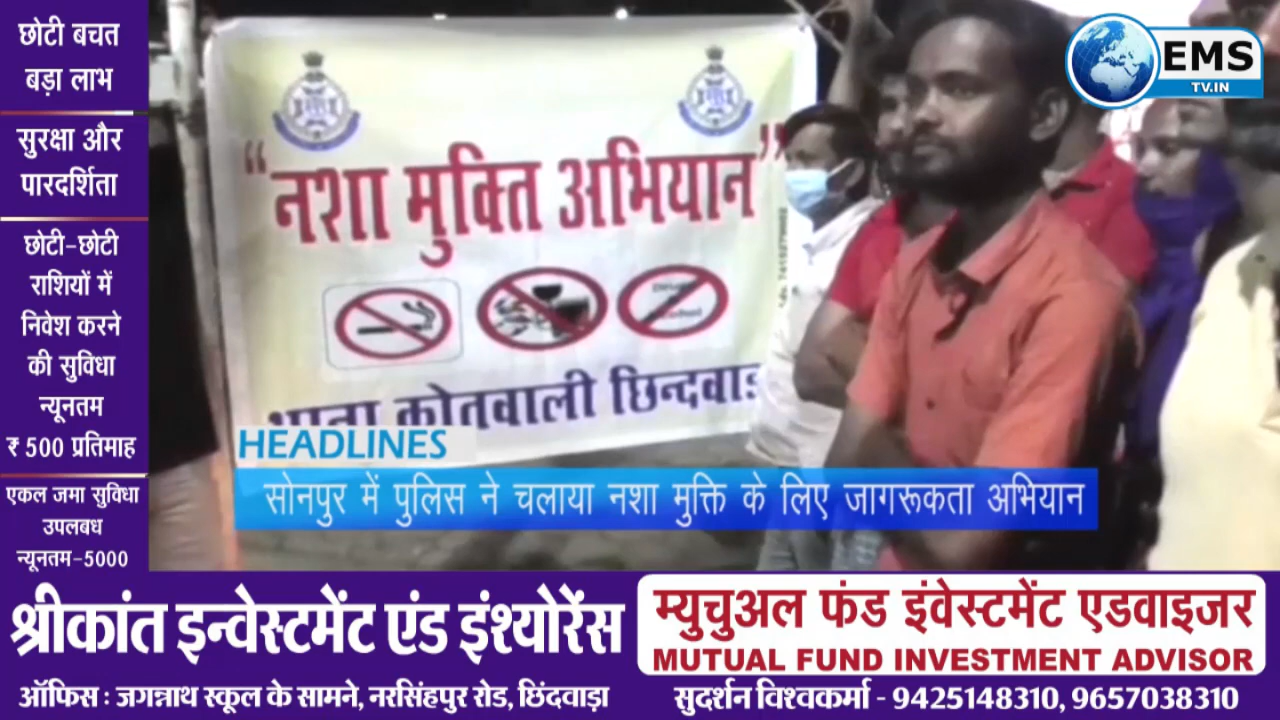 छोटी बचत
बड़ा लाभ
सुरक्षा और
पारदर्शिता
छोटी-छोटी
राशियों में
निवेश करने
की सुविधा
न्यूनतम
₹ 500 प्रतिमाह
एकल जमा सुविधा
उपलबध
न्यूनतम-5000
EMS
TV.IN
“नशा मुक्ति अभियान”
थाना कोतवाली छिन्दवाड़
HEADLINES
सोनपुर में पुलिस ने चलाया नशा मुक्ति के लिए जागरूकता अभियान
श्रीकांत इन्वेस्टमेंट एंड इंश्योरेंस
म्युचुअल फंड इंवेस्टमेंट एडवाइजर
MUTUAL FUND INVESTMENT ADVISOR
ऑफिस : जगन्नाथ स्कूल के सामने, नरसिंहपुर रोड, छिंदवाड़ा
सुदर्शन विश्वकर्मा - 9425148310, 9657038310